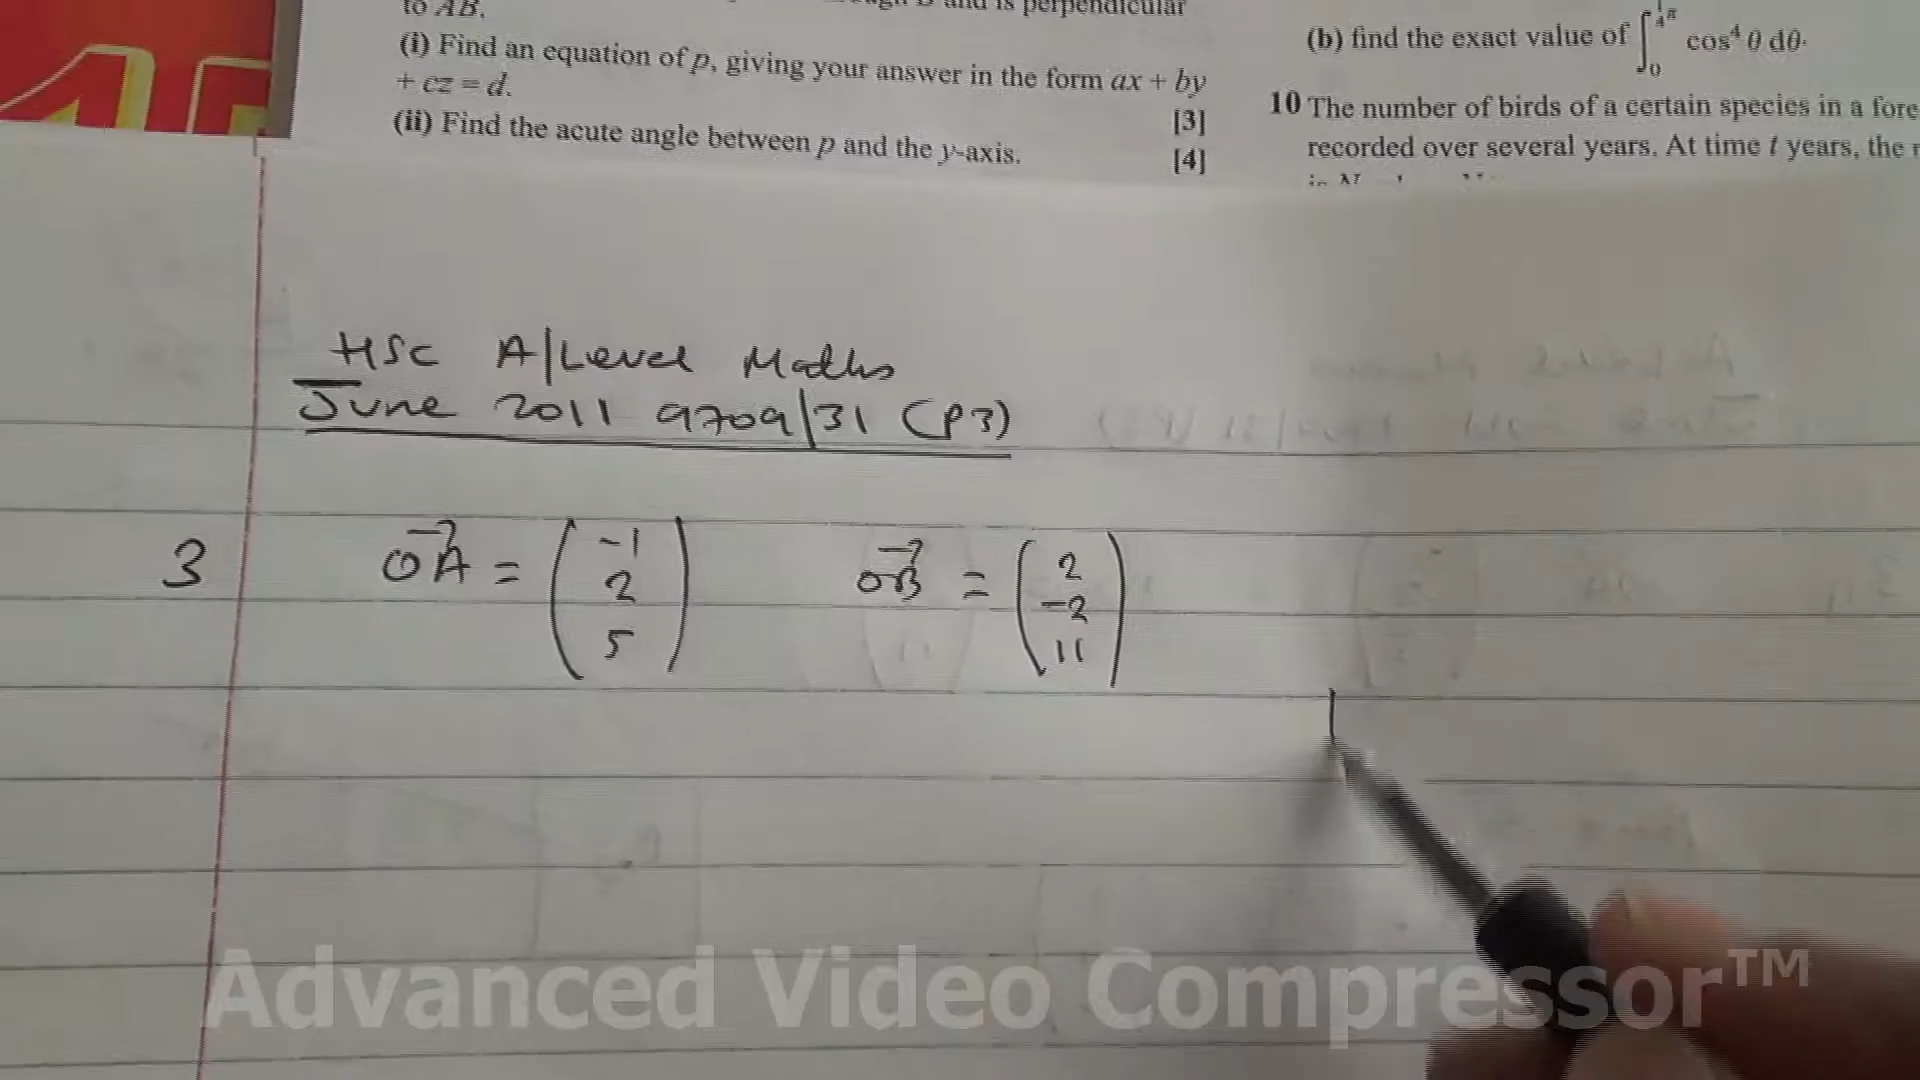 to AB.
and is perpendicular
(i) Find an equation of p, giving your answer in the form ax + by
+ cz = d.
[3]
(ii) Find the acute angle between p and the y-axis.
[4]
(b) find the exact value of ∫₀^{¼π} cos⁴ θ dθ.
10 The number of birds of a certain species in a
recorded over several years. At time t years, the
HSC A/Level Maths
June 2011 9709/31 (P3)
3 OA⃗ = (-1 2 5) OB⃗ = (2 -2 11)
Advanced Video Compressor™